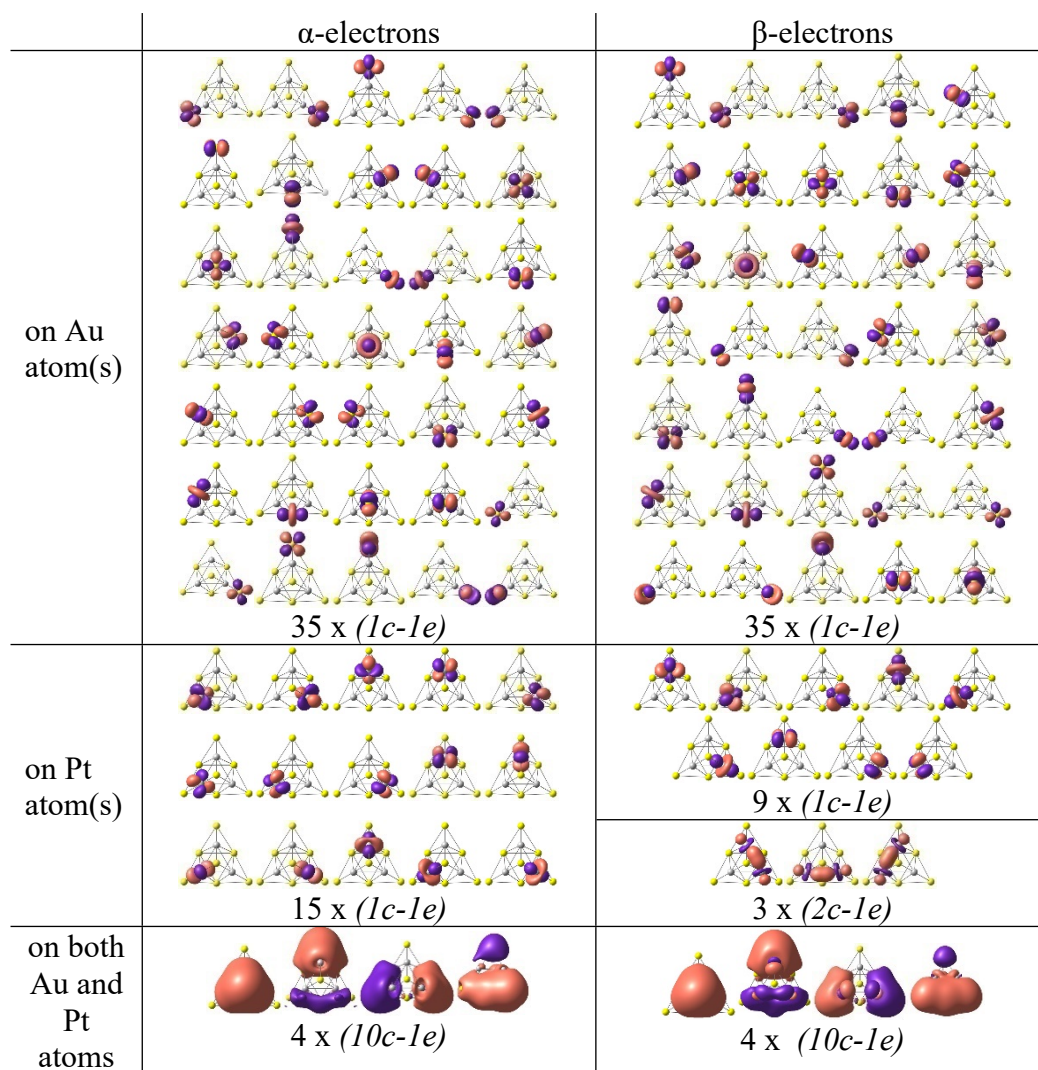 α-electrons
β-electrons
on Au
atom(s)
35 x (1c-1e)
35 x (1c-1e)
on Pt
atom(s)
15 x (1c-1e)
9 x (1c-1e)
3 x (2c-1e)
on both
Au and
Pt
atoms
4 x (10c-1e)
4 x (10c-1e)